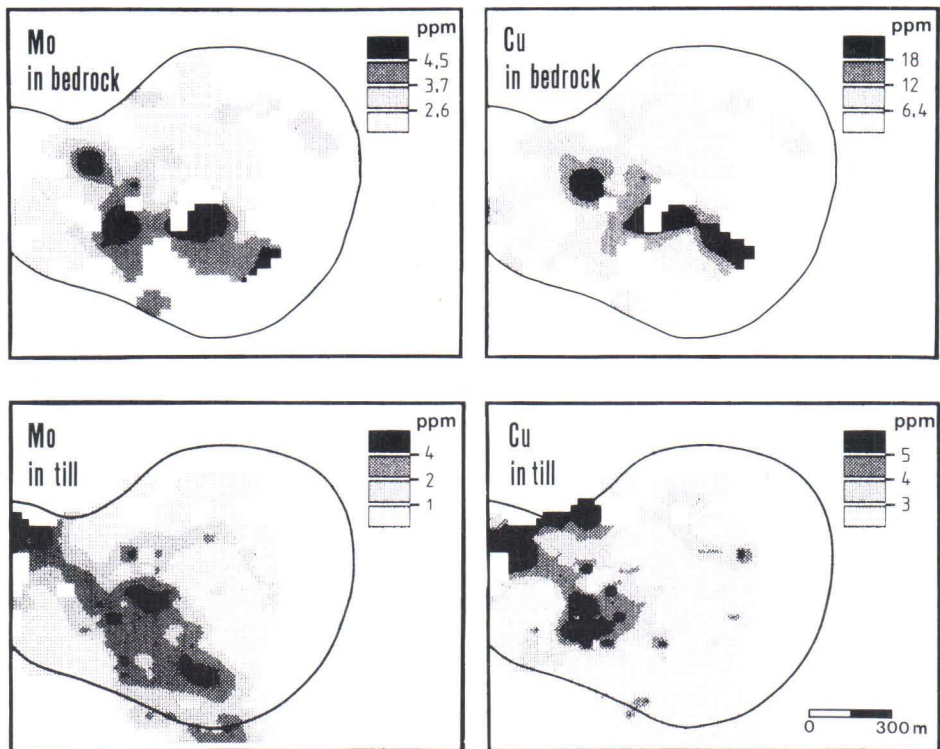 Mo
in bedrock
ppm
4,5
3.7
2,6
Cu
in bedrock
ppm
18
12
6,4
Mo
in till
ppm
4
2
1
Cu
in till
ppm
5
4
3
0 300 m